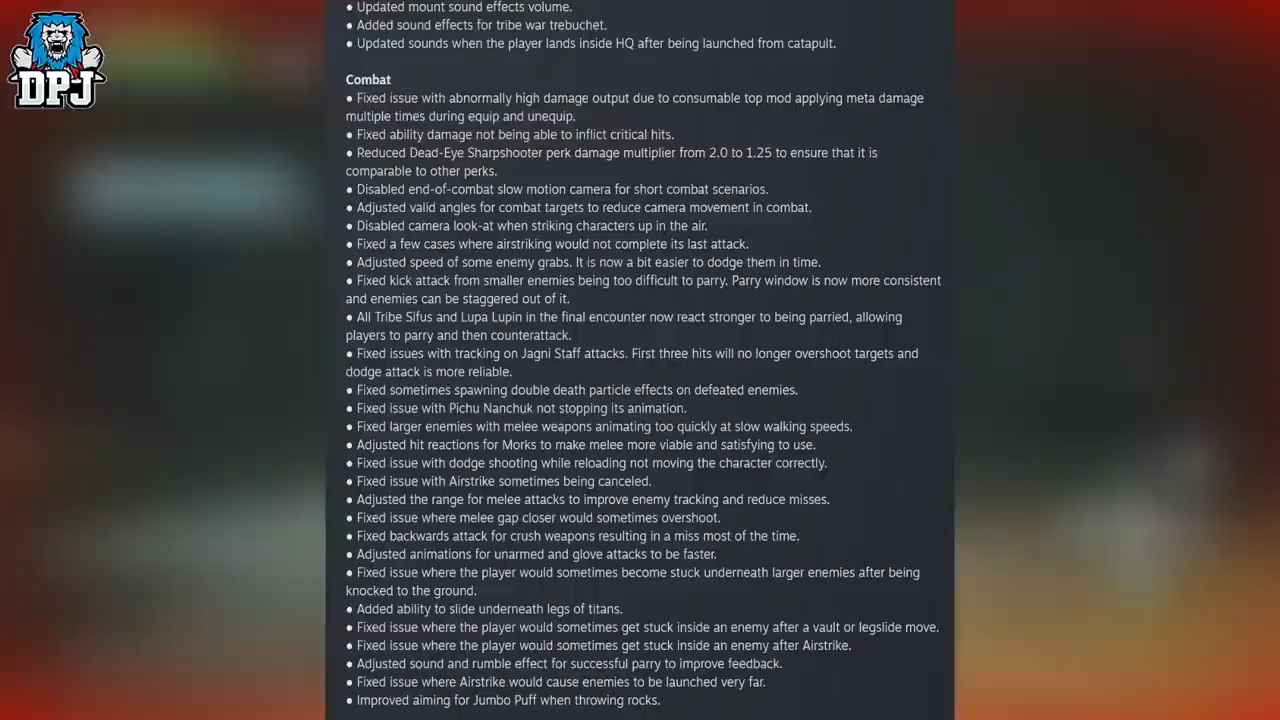 ● Updated mount sound effects volume.
● Added sound effects for tribe war trebuchet.
● Updated sounds when the player lands inside HQ after being launched from catapult.
Combat
● Fixed issue with abnormally high damage output due to consumable top mod applying meta damage
multiple times during equip and unequip.
● Fixed ability damage not being able to inflict critical hits.
● Reduced Dead-Eye Sharpshooter perk damage multiplier from 2.0 to 1.25 to ensure that it is
comparable to other perks.
● Disabled end-of-combat slow motion camera for short combat scenarios.
● Adjusted valid angles for combat targets to reduce camera movement in combat.
● Disabled camera look-at when striking characters up in the air.
● Fixed a few cases where airstriking would not complete its last attack.
● Adjusted speed of some enemy grabs. It is now a bit easier to dodge them in time.
● Fixed kick attack from smaller enemies being too difficult to parry. Parry window is now more consistent
and enemies can be staggered out of it.
● All Tribe Sifus and Lupa Lupin in the final encounter now react stronger to being parried, allowing
players to parry and then counterattack.
● Fixed issues with tracking on Jagni Staff attacks. First three hits will no longer overshoot targets and
dodge attack is more reliable.
● Fixed sometimes spawning double death particle effects on defeated enemies.
● Fixed issue with Pichu Nanchuk not stopping its animation.
● Fixed larger enemies with melee weapons animating too quickly at slow walking speeds.
● Adjusted hit reactions for Morks to make melee more viable and satisfying to use.
● Fixed issue with dodge shooting while reloading not moving the character correctly.
● Fixed issue with Airstrike sometimes being canceled.
● Adjusted the range for melee attacks to improve enemy tracking and reduce misses.
● Fixed issue where melee gap closer would sometimes overshoot.
● Fixed backwards attack for crush weapons resulting in a miss most of the time.
● Adjusted animations for unarmed and glove attacks to be faster.
● Fixed issue where the player would sometimes become stuck underneath larger enemies after being
knocked to the ground.
● Added ability to slide underneath legs of titans.
● Fixed issue where the player would sometimes get stuck inside an enemy after a vault or legslide move.
● Fixed issue where the player would sometimes get stuck inside an enemy after Airstrike.
● Adjusted sound and rumble effect for successful parry to improve feedback.
● Fixed issue where Airstrike would cause enemies to be launched very far.
● Improved aiming for Jumbo Puff when throwing rocks.
DPJ